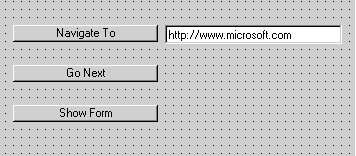 Navigate To
http://www.microsoft.com
Go Next
Show Form